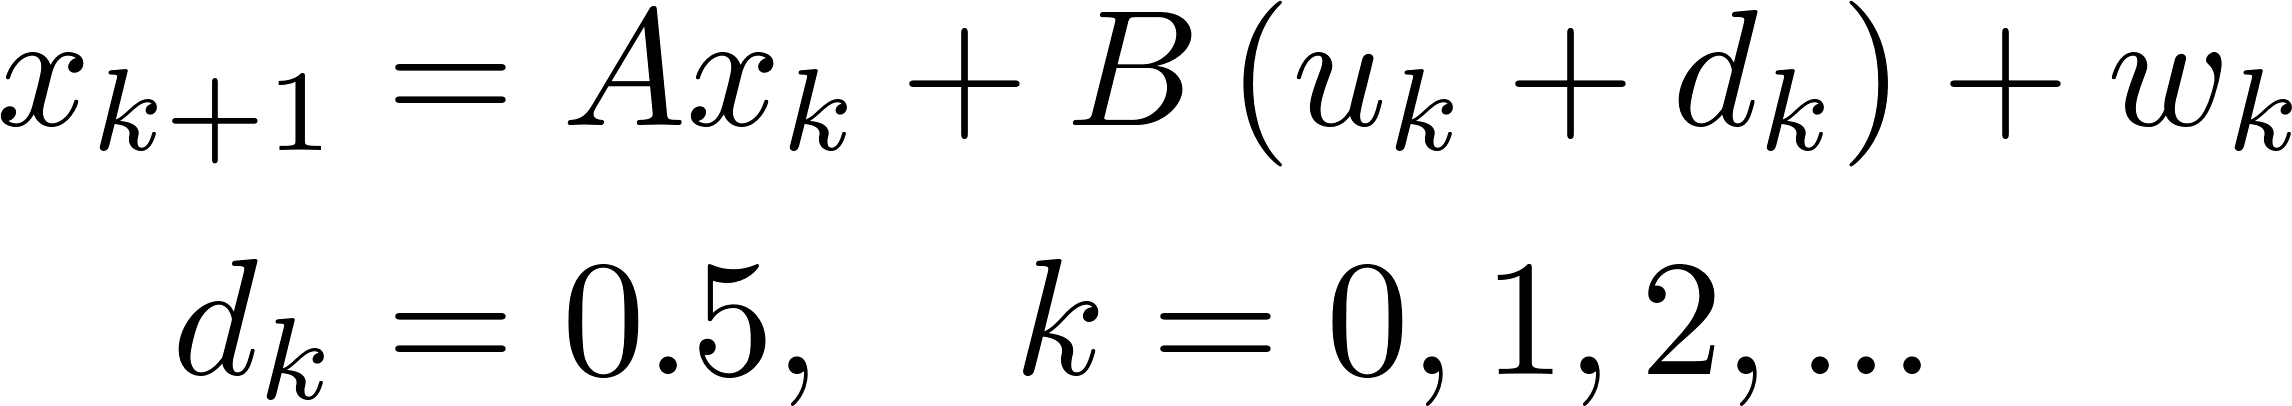 x_{k+1} = Ax_k + B(u_k + d_k) + w_k
d_k = 0.5, k = 0, 1, 2, ...